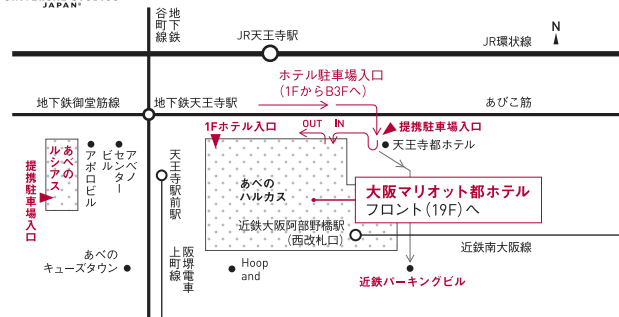 JAPAN®
地下鉄
谷町線
JR天王寺駅
JR環状線
N
ホテル駐車場入口
(1FからB3Fへ)
地下鉄御堂筋線
地下鉄天王寺駅
あびこ筋
1Fホテル入口
OUT
IN
提携駐車場入口
天王寺都ホテル
あべの
ルシアス
提携駐車場入口
アポロビル
アベノ
センター
ビル
天王寺駅前駅
あべの
ハルカス
大阪マリオット都ホテル
フロント(19F)へ
近鉄大阪阿部野橋駅
(西改札口)
近鉄南大阪線
あべの
キューズタウン
阪堺電車
上町線
Hoop
and
近鉄パーキングビル